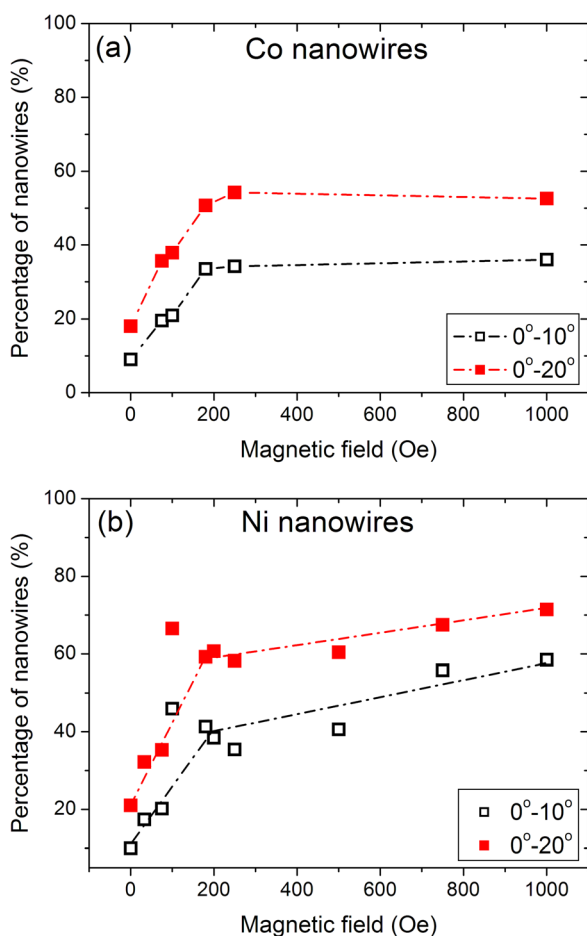 (a) Co nanowires
Percentage of nanowires (%)
100
80
60
40
20
0
0 200 400 600 800 1000
Magnetic field (Oe)
0°-10°
0°-20°
(b) Ni nanowires
Percentage of nanowires (%)
100
80
60
40
20
0 200 400 600 800 1000
Magnetic field (Oe)
0°-10°
0°-20°